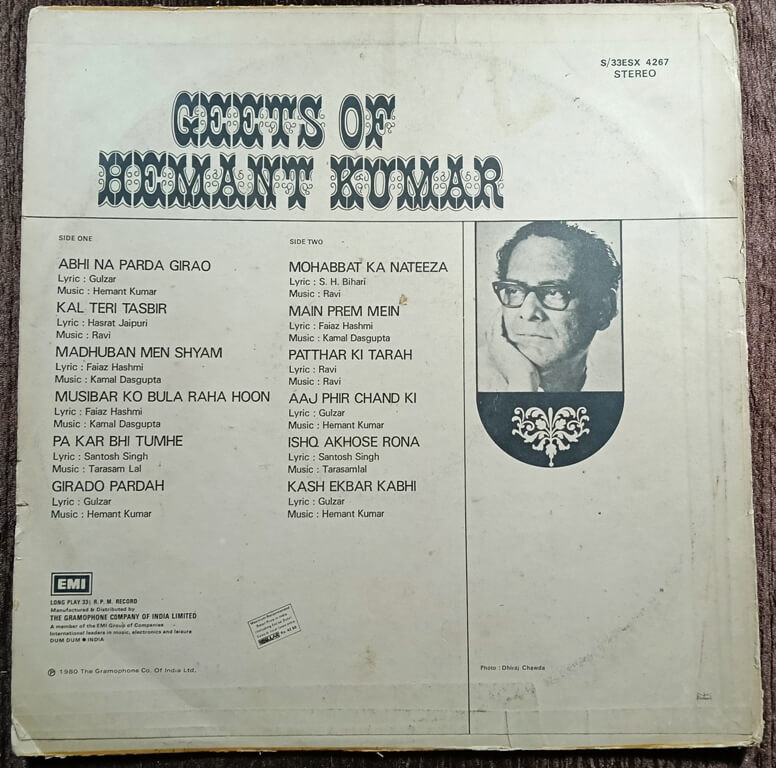 S/33ESX 4267
STEREO
GEETS OF
HEMANT KUMAR
SIDE ONE
ABHI NA PARDA GIRAO
Lyric : Gulzar
Music : Hemant Kumar
KAL TERI TASBIR
Lyric : Hasrat Jaipuri
Music : Ravi
MADHUBAN MEN SHYAM
Lyric : Faiaz Hashmi
Music : Kamal Dasgupta
MUSIBAR KO BULA RAHA HOON
Lyric : Faiaz Hashmi
Music : Kamal Dasgupta
PA KAR BHI TUMHE
Lyric : Santosh Singh
Music : Tarasam Lal
GIRADO PARDAH
Lyric : Gulzar
Music : Hemant Kumar
SIDE TWO
MOHABBAT KA NATEEZA
Lyric : S. H. Bihari
Music : Ravi
MAIN PREM MEIN
Lyric : Faiaz Hashmi
Music : Kamal Dasgupta
PATTHAR KI TARAH
Lyric : Ravi
Music : Ravi
AAJ PHIR CHAND KI
Lyric : Gulzar
Music : Hemant Kumar
ISHQ AKHOSE RONA
Lyric : Santosh Singh
Music : Tarasamlal
KASH EKBAR KABHI
Lyric : Gulzar
Music : Hemant Kumar
EMI
LONG PLAY 33⅓ R.P.M. RECORD
Manufactured & Distributed by
THE GRAMOPHONE COMPANY OF INDIA LIMITED
A member of the EMI Group of Companies
International leaders in music, electronics and leisure
DUM DUM ● INDIA
℗ 1980 The Gramophone Co. Of India Ltd.
Photo : Dhiraj Chawda